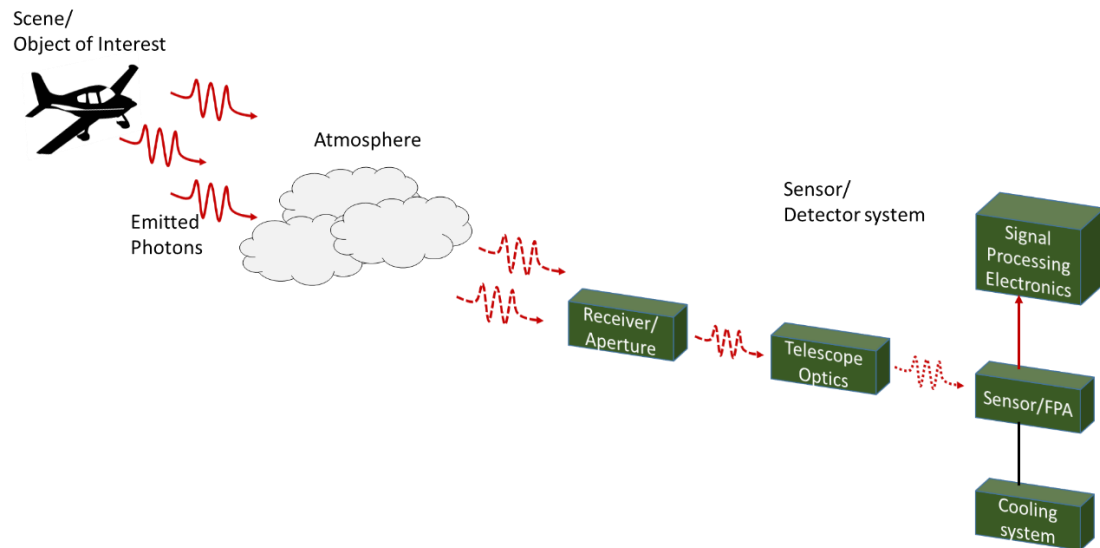 Scene/
Object of Interest
Atmosphere
Emitted
Photons
Sensor/
Detector system
Signal
Processing
Electronics
Receiver/
Aperture
Telescope
Optics
Sensor/FPA
Cooling
system